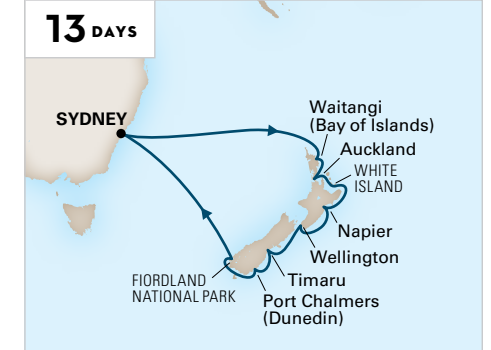 13 DAYS
SYDNEY
Waitangi
(Bay of Islands)
Auckland
WHITE
ISLAND
Napier
Wellington
Timaru
Port Chalmers
(Dunedin)
FIORDLAND
NATIONAL PARK